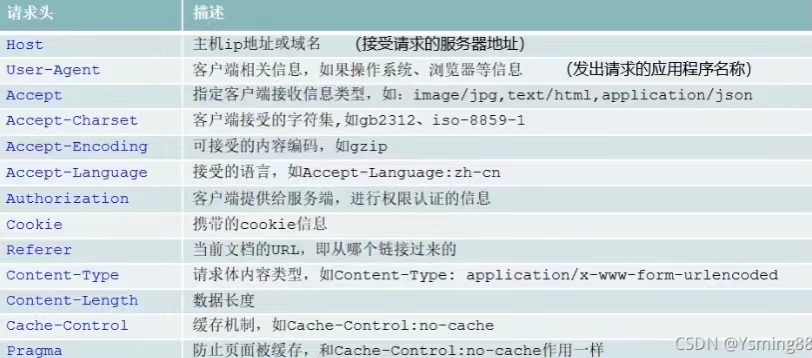 请求头 描述
Host 主机ip地址或域名 （接受请求的服务器地址）
User-Agent 客户端相关信息，如果操作系统、浏览器等信息 （发出请求的应用程序名称）
Accept 指定客户端接收信息类型，如：image/jpg,text/html,application/json
Accept-Charset 客户端接受的字符集,如gb2312、iso-8859-1
Accept-Encoding 可接受的内容编码，如gzip
Accept-Language 接受的语言，如Accept-Language:zh-cn
Authorization 客户端提供给服务端，进行权限认证的信息
Cookie 携带的cookie信息
Referer 当前文档的URL，即从哪个链接过来的
Content-Type 请求体内容类型，如Content-Type: application/x-www-form-urlencoded
Content-Length 数据长度
Cache-Control 缓存机制，如Cache-Control:no-cache
Pragma 防止页面被缓存，和Cache-Control:no-cache作用一样
CSDN @Ysming88